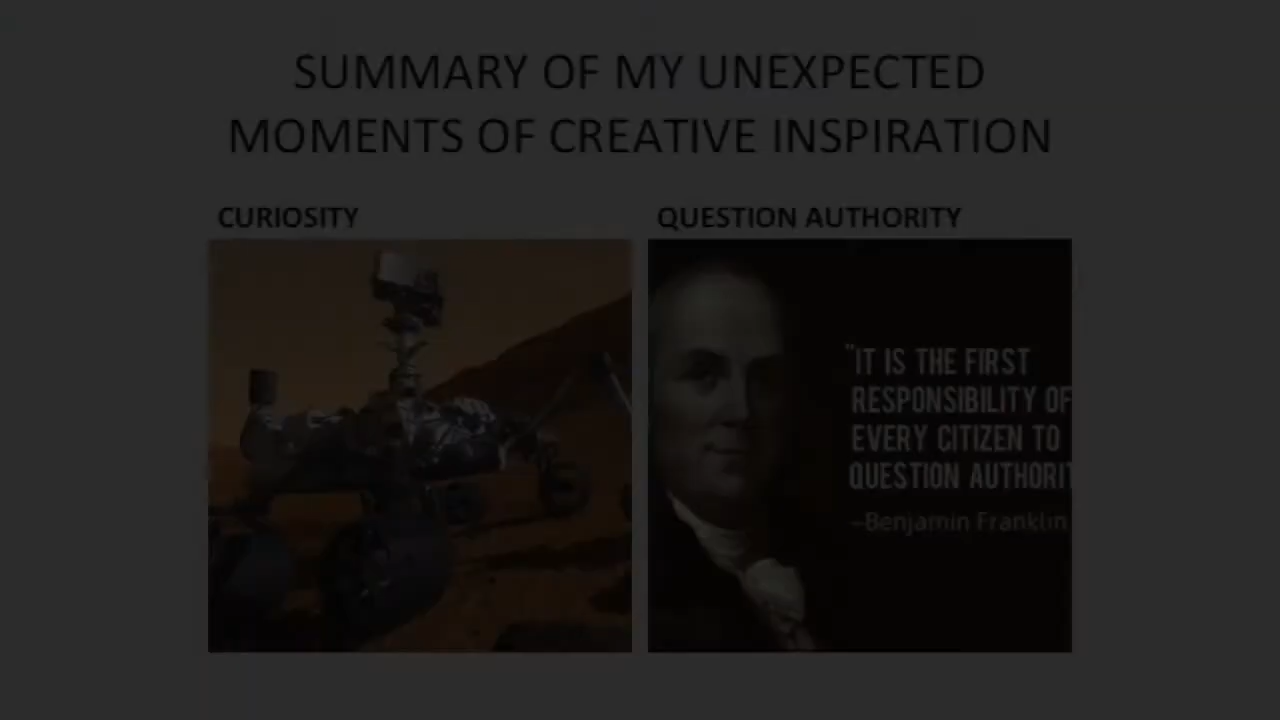 SUMMARY OF MY UNEXPECTED
MOMENTS OF CREATIVE INSPIRATION
CURIOSITY
QUESTION AUTHORITY
"IT IS THE FIRST
RESPONSIBILITY OF
EVERY CITIZEN TO
QUESTION AUTHORIT
–Benjamin Franklin